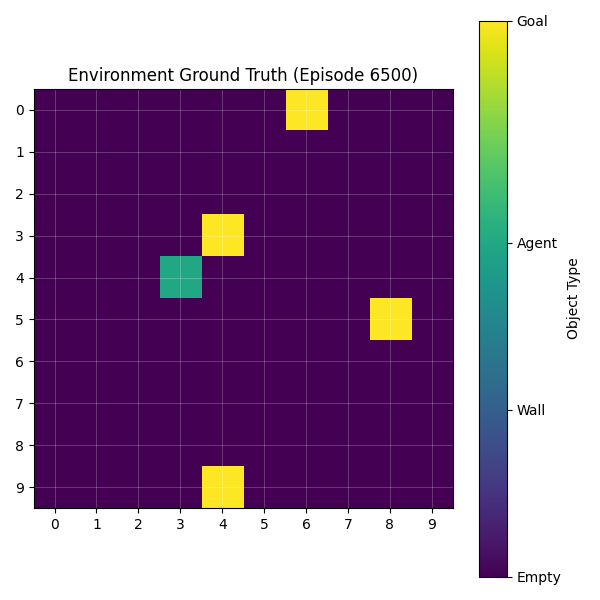 Environment Ground Truth (Episode 6500)
0
1
2
3
4
5
6
7
8
9
0 1 2 3 4 5 6 7 8 9
Goal
Agent
Wall
Empty
Object Type